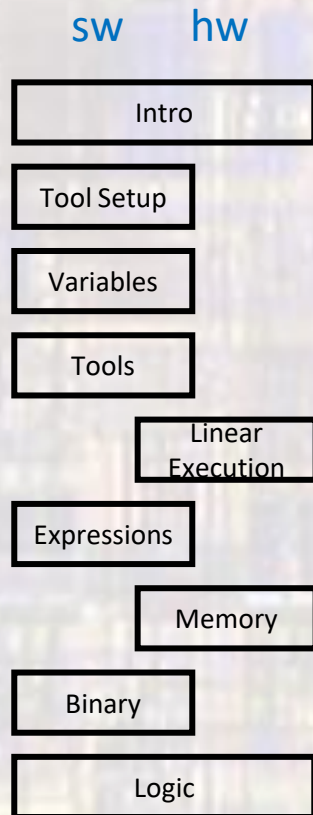 sw hw
Intro
Tool Setup
Variables
Tools
Linear
Execution
Expressions
Memory
Binary
Logic